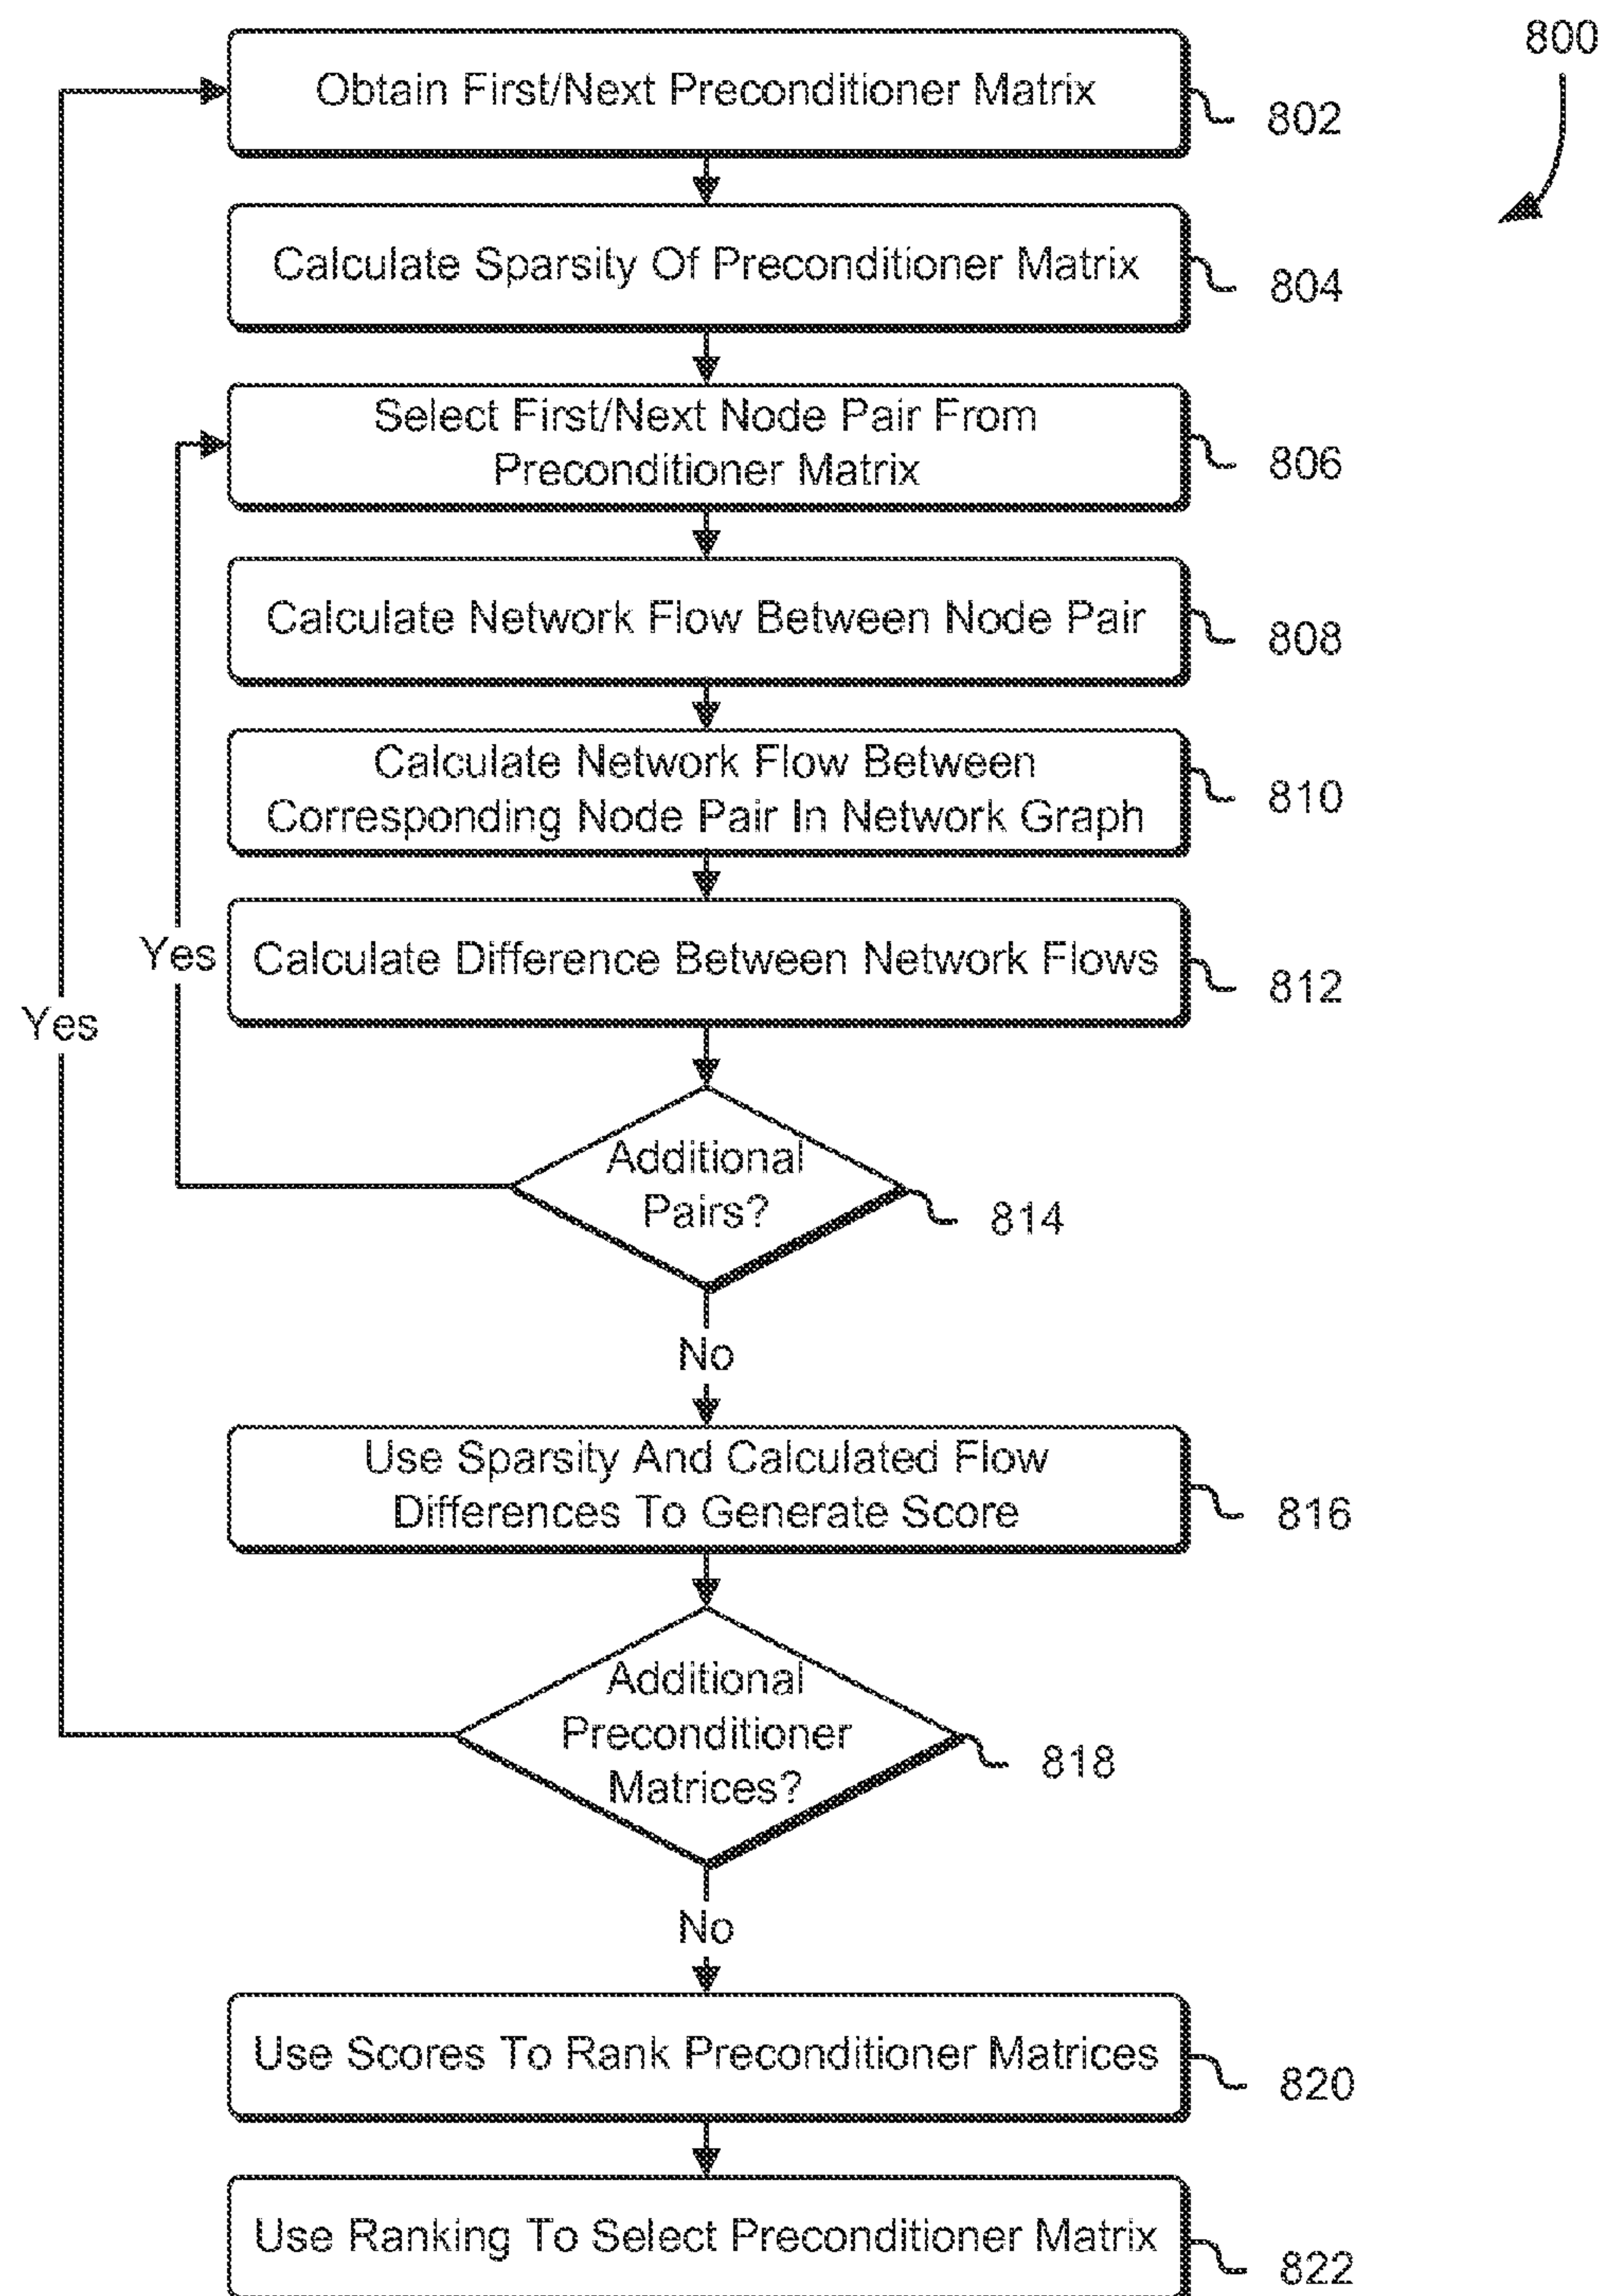 800
Obtain First/Next Preconditioner Matrix
802
Calculate Sparsity Of Preconditioner Matrix
804
Select First/Next Node Pair From
Preconditioner Matrix
806
Calculate Network Flow Between Node Pair
808
Calculate Network Flow Between
Corresponding Node Pair In Network Graph
810
Yes
Calculate Difference Between Network Flows
812
Yes
Additional
Pairs?
814
No
Use Sparsity And Calculated Flow
Differences To Generate Score
816
Additional
Preconditioner
Matrices?
818
No
Use Scores To Rank Preconditioner Matrices
820
Use Ranking To Select Preconditioner Matrix
822